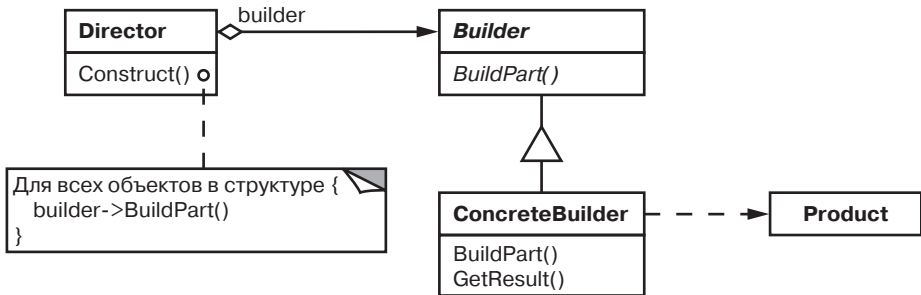 builder
Director
Construct()
Builder
BuildPart()
Для всех объектов в структуре {
builder->BuildPart()
}
ConcreteBuilder
BuildPart()
GetResult()
Product